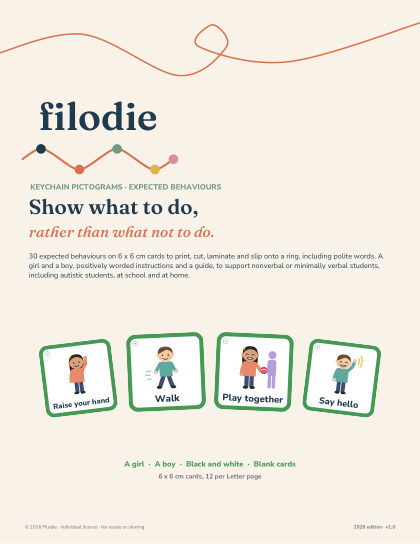 filodie
KEYCHAIN PICTOGRAMS · EXPECTED BEHAVIOURS
Show what to do,
rather than what not to do.
30 expected behaviours on 6 x 6 cm cards to print, cut, laminate and slip onto a ring, including polite words. A
girl and a boy, positively worded instructions and a guide, to support nonverbal or minimally verbal students,
including autistic students, at school and at home.
Raise your hand
Walk
Play together
Say hello
A girl · A boy · Black and white · Blank cards
6 x 6 cm cards, 12 per Letter page
© 2026 Filodie · Individual licence · No resale or sharing
2026 edition · v1.0